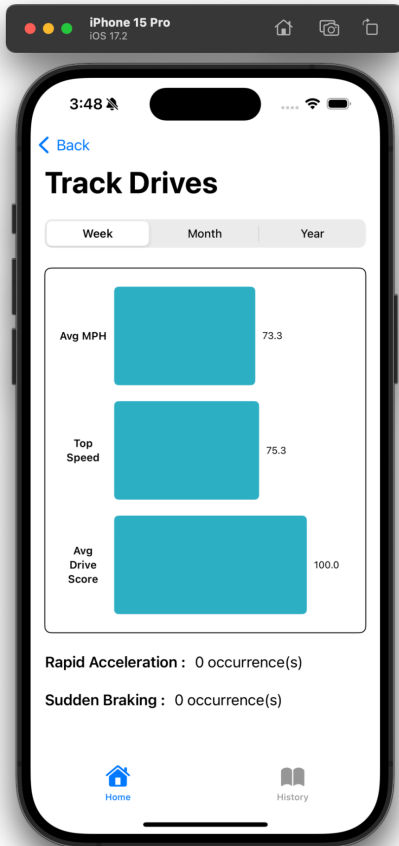 iPhone 15 Pro
iOS 17.2
3:48
Back
Track Drives
Week Month Year
Avg MPH 73.3
Top
Speed
75.3
Avg
Drive
Score
100.0
Rapid Acceleration : 0 occurrence(s)
Sudden Braking : 0 occurrence(s)
Home History